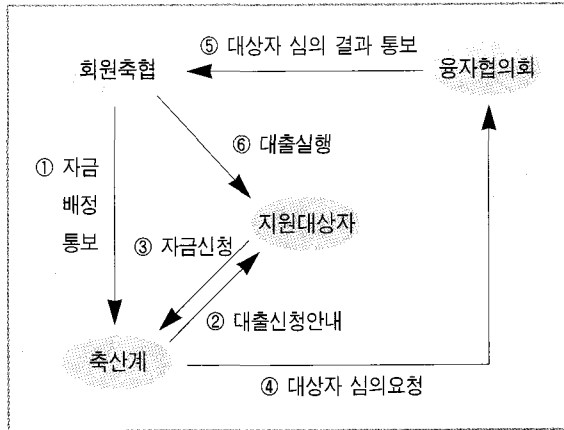 ⑤ 대상자 심의 결과 통보
회원축협
융자협의회
⑥ 대출실행
① 자금
배정
통보
지원대상자
③ 자금신청
② 대출신청안내
축산계
④ 대상자 심의요청